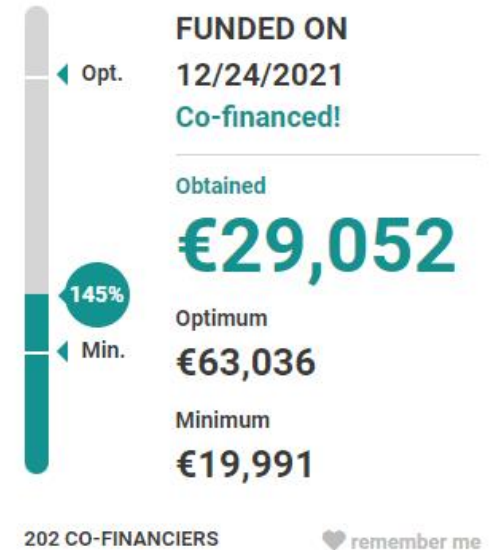 FUNDED ON
12/24/2021
Co-financed!
Opt.
Obtained
€29,052
145%
Optimum
€63,036
Min.
Minimum
€19,991
202 CO-FINANCIERS
remember me